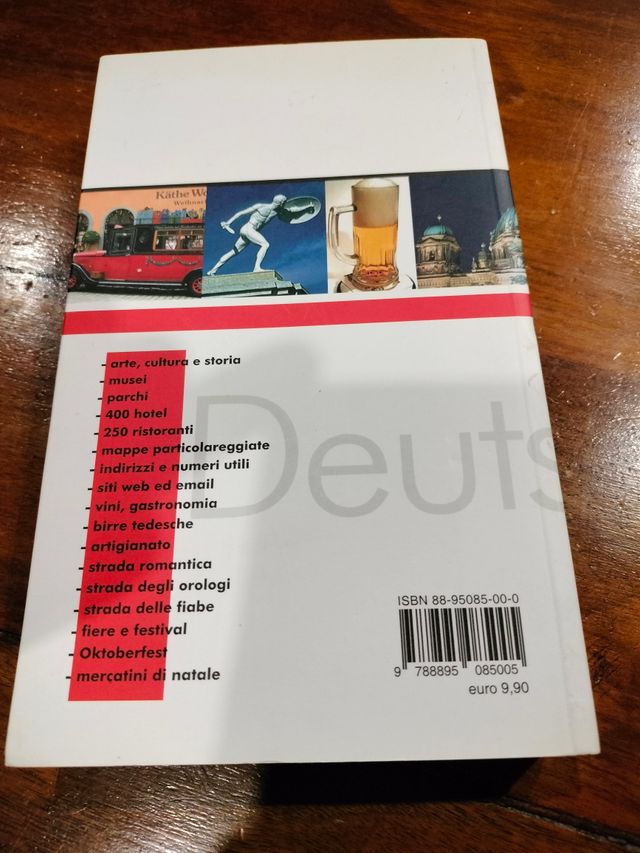 Käthe Wo
- arte, cultura e storia
- musei
- parchi
- 400 hotel
- 250 ristoranti
- mappe particolareggiate
- indirizzi e numeri utili
- siti web ed email
- vini, gastronomia
- birre tedesche
- artigianato
- strada romantica
- strada degli orologi
- strada delle fiabe
- fiere e festival
- Oktoberfest
- mercatini di natale
Deuts
ISBN 88-95085-00-0
9 788895 085005
euro 9,90